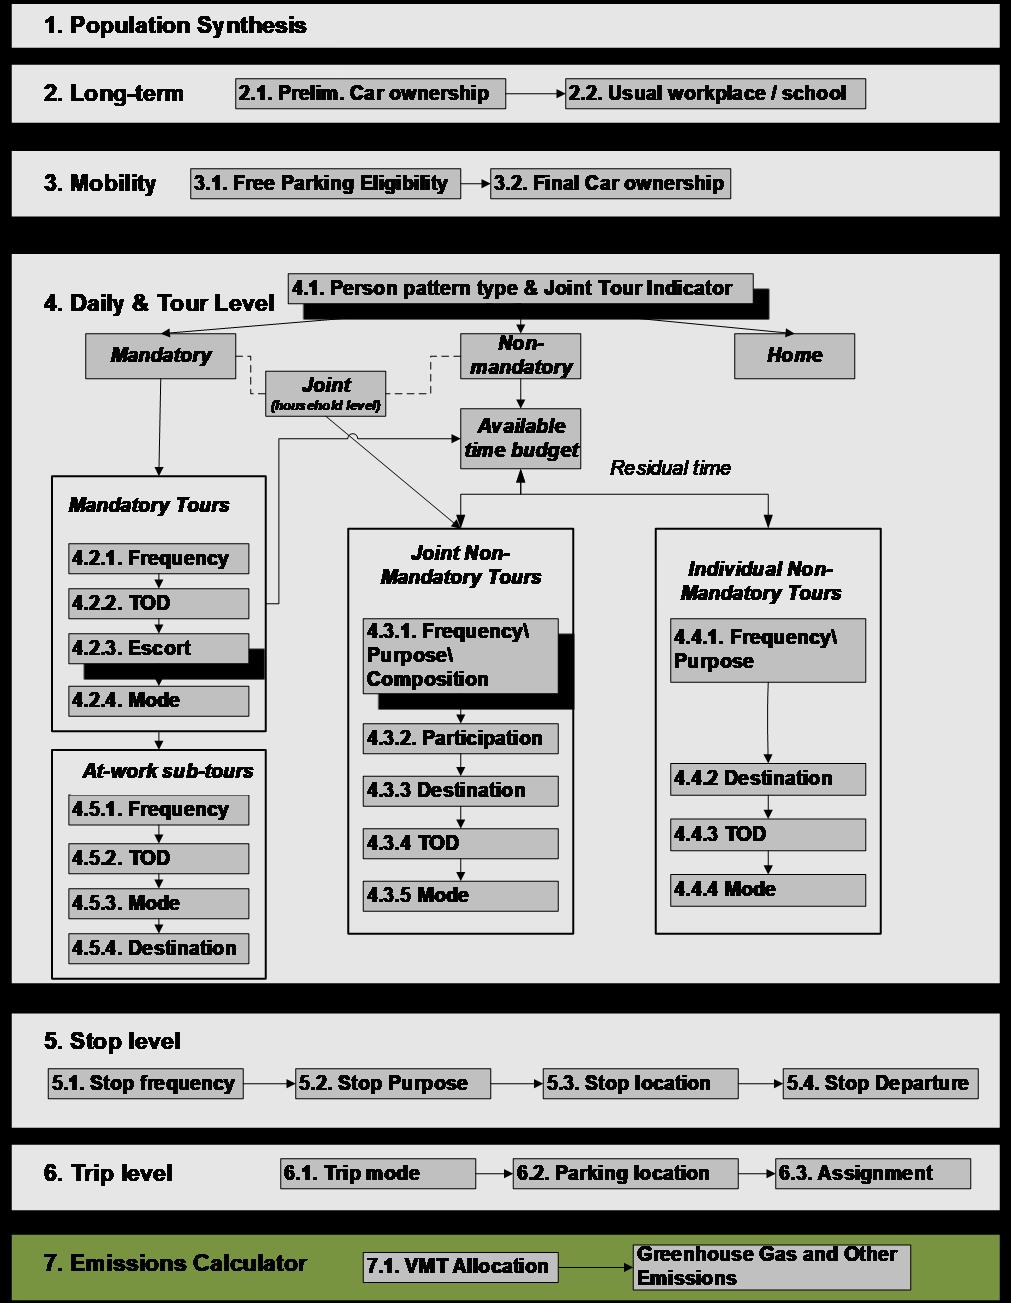 1. Population Synthesis
2. Long-term
2.1. Prelim. Car ownership
2.2. Usual workplace / school
3. Mobility
3.1. Free Parking Eligibility
3.2. Final Car ownership
4. Daily & Tour Level
4.1. Person pattern type & Joint Tour Indicator
Mandatory
Non-
mandatory
Home
Joint
(household level)
Available
time budget
Residual time
Mandatory Tours
4.2.1. Frequency
4.2.2. TOD
4.2.3. Escort
4.2.4. Mode
At-work sub-tours
4.5.1. Frequency
4.5.2. TOD
4.5.3. Mode
4.5.4. Destination
Joint Non-
Mandatory Tours
4.3.1. Frequency\
Purpose\
Composition
4.3.2. Participation
4.3.3 Destination
4.3.4 TOD
4.3.5 Mode
Individual Non-
Mandatory Tours
4.4.1. Frequency\
Purpose
4.4.2 Destination
4.4.3 TOD
4.4.4 Mode
5. Stop level
5.1. Stop frequency
5.2. Stop Purpose
5.3. Stop location
5.4. Stop Departure
6. Trip level
6.1. Trip mode
6.2. Parking location
6.3. Assignment
7. Emissions Calculator
7.1. VMT Allocation
Greenhouse Gas and Other
Emissions